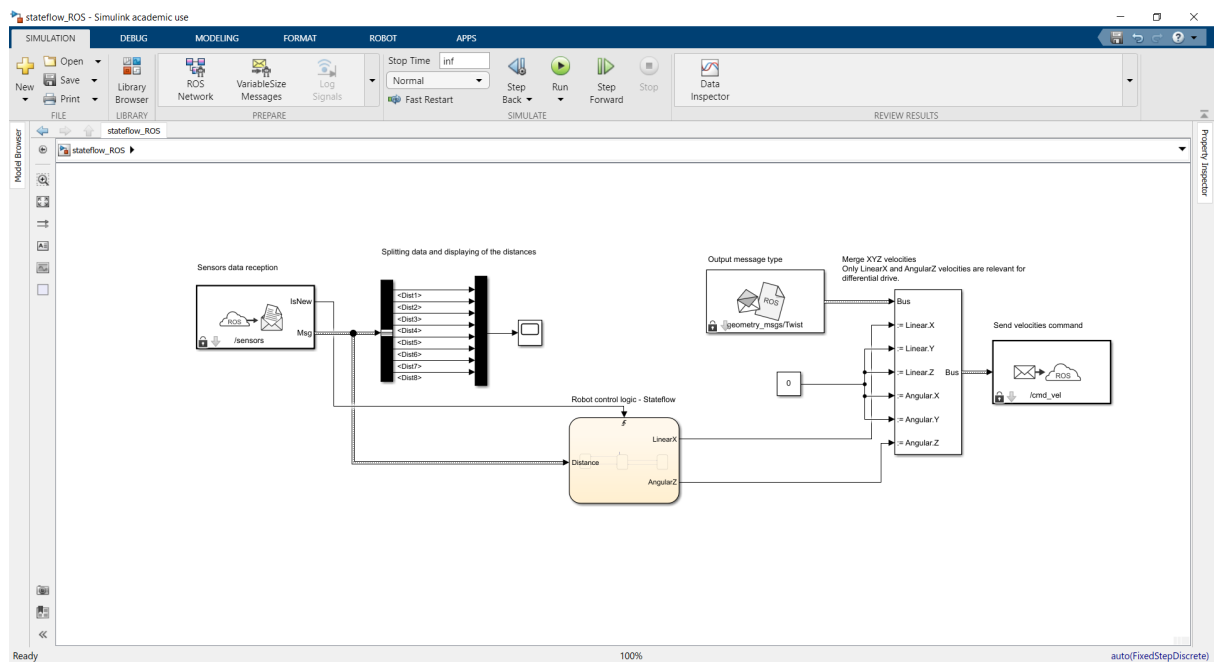 stateflow_ROS - Simulink academic use
SIMULATION DEBUG MODELING FORMAT ROBOT APPS
New
Open
Save
Print
FILE
Library Browser
LIBRARY
ROS Network
VariableSize Messages
Log Signals
PREPARE
Stop Time inf
Normal
Fast Restart
Step Back
Run
Step Forward
Stop
SIMULATE
Data Inspector
REVIEW RESULTS
Model Browser
stateflow_ROS
stateflow_ROS
Property Inspector
Sensors data reception
IsNew
Msg
ROS
/sensors
Splitting data and displaying of the distances
<Dist1>
<Dist2>
<Dist3>
<Dist4>
<Dist5>
<Dist6>
<Dist7>
<Dist8>
Robot control logic - Stateflow
Distance
LinearX
AngularZ
Output message type
ROS
geometry_msgs/Twist
0
Merge XYZ velocities
Only LinearX and AngularZ velocities are relevant for
differential drive.
Bus
:= Linear.X
:= Linear.Y
:= Linear.Z Bus
:= Angular.X
:= Angular.Y
:= Angular.Z
Send velocities command
ROS
/cmd_vel
Ready 100% auto(FixedStepDiscrete)